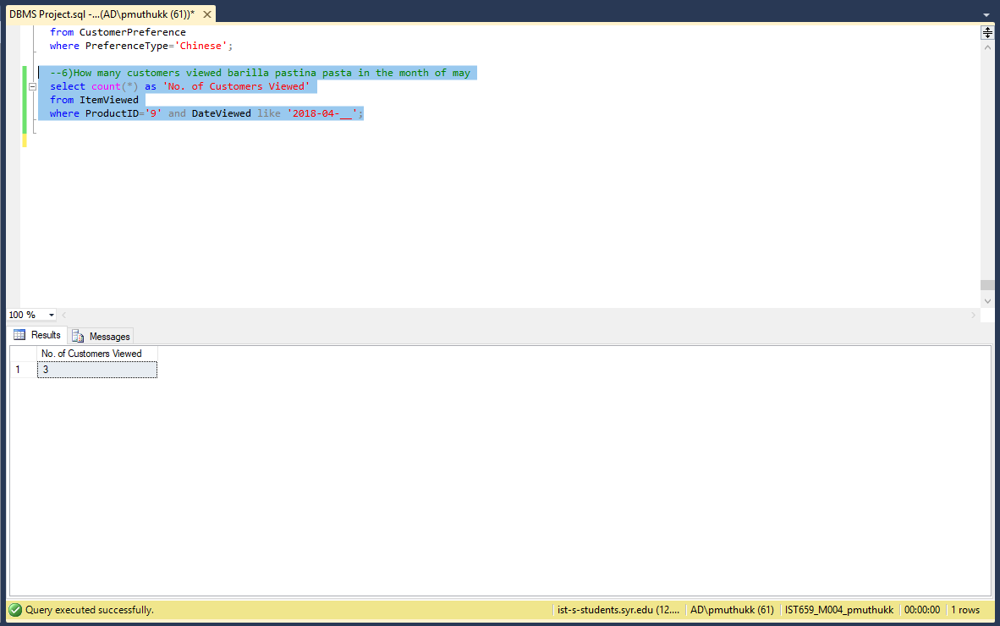 DBMS Project.sql -...(AD\pmuthukk (61))*
from CustomerPreference
where PreferenceType='Chinese';
--6)How many customers viewed barilla pastina pasta in the month of may
select count(*) as 'No. of Customers Viewed'
from ItemViewed
where ProductID='9' and DateViewed like '2018-04-__';
100 %
Results Messages
No. of Customers Viewed
1 3
Query executed successfully. ist-s-students.syr.edu (12.... AD\pmuthukk (61) IST659_M004_pmuthukk 00:00:00 1 rows